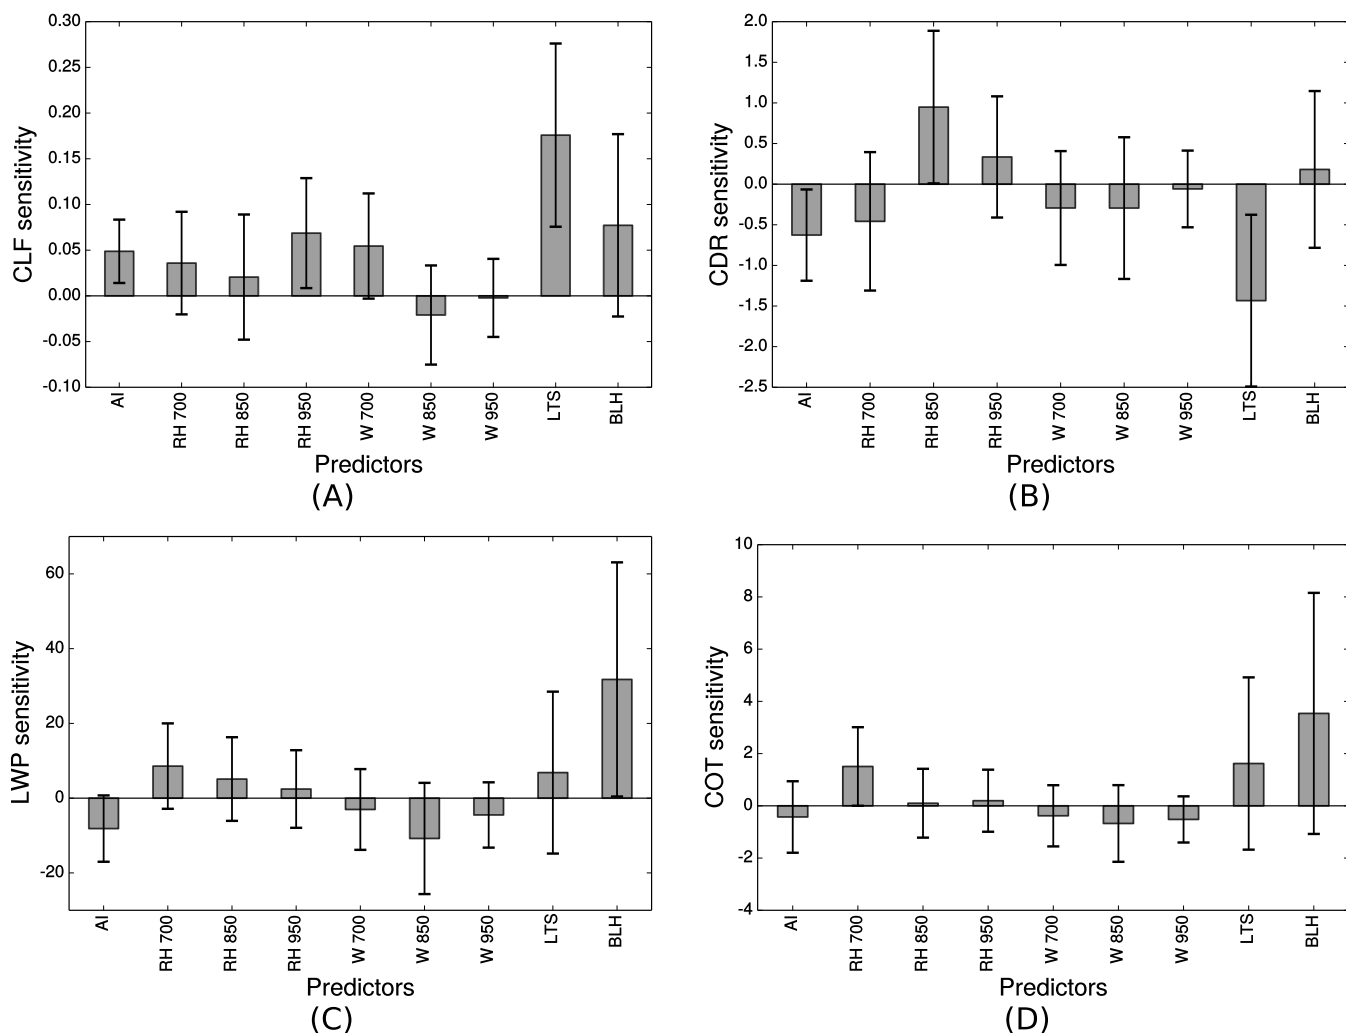 0.30
0.25
0.20
0.15
0.10
0.05
0.00
-0.05
-0.10
CLF sensitivity
AI
RH 700
RH 850
RH 950
W 700
W 850
W 950
LTS
BLH
Predictors
(A)
2.0
1.5
1.0
0.5
0.0
-0.5
-1.0
-1.5
-2.0
-2.5
CDR sensitivity
AI
RH 700
RH 850
RH 950
W 700
W 850
W 950
LTS
BLH
Predictors
(B)
60
40
20
0
-20
LWP sensitivity
AI
RH 700
RH 850
RH 950
W 700
W 850
W 950
LTS
BLH
Predictors
(C)
10
8
6
4
2
0
-2
-4
COT sensitivity
AI
RH 700
RH 850
RH 950
W 700
W 850
W 950
LTS
BLH
Predictors
(D)